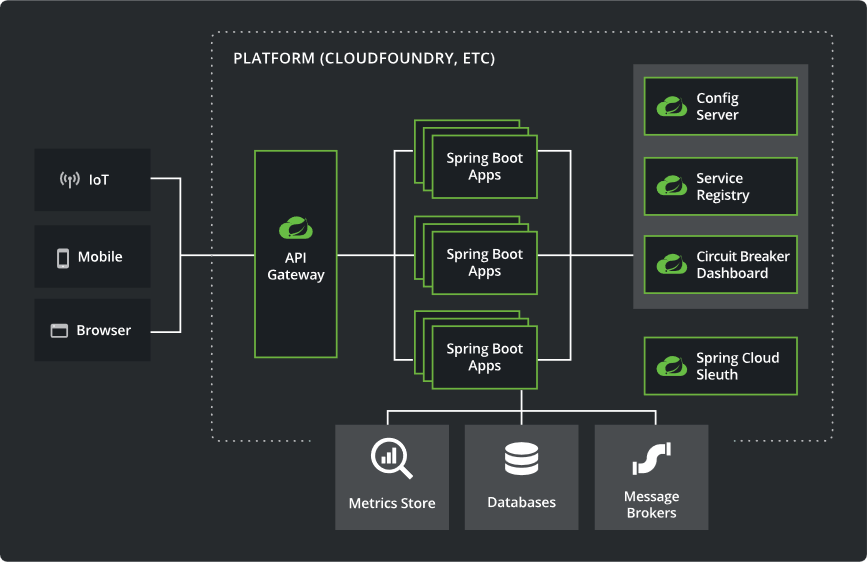 PLATFORM (CLOUDFOUNDRY, ETC)
IoT
Mobile
Browser
API
Gateway
Spring Boot
Apps
Spring Boot
Apps
Spring Boot
Apps
Config
Server
Service
Registry
Circuit Breaker
Dashboard
Spring Cloud
Sleuth
Metrics Store
Databases
Message
Brokers